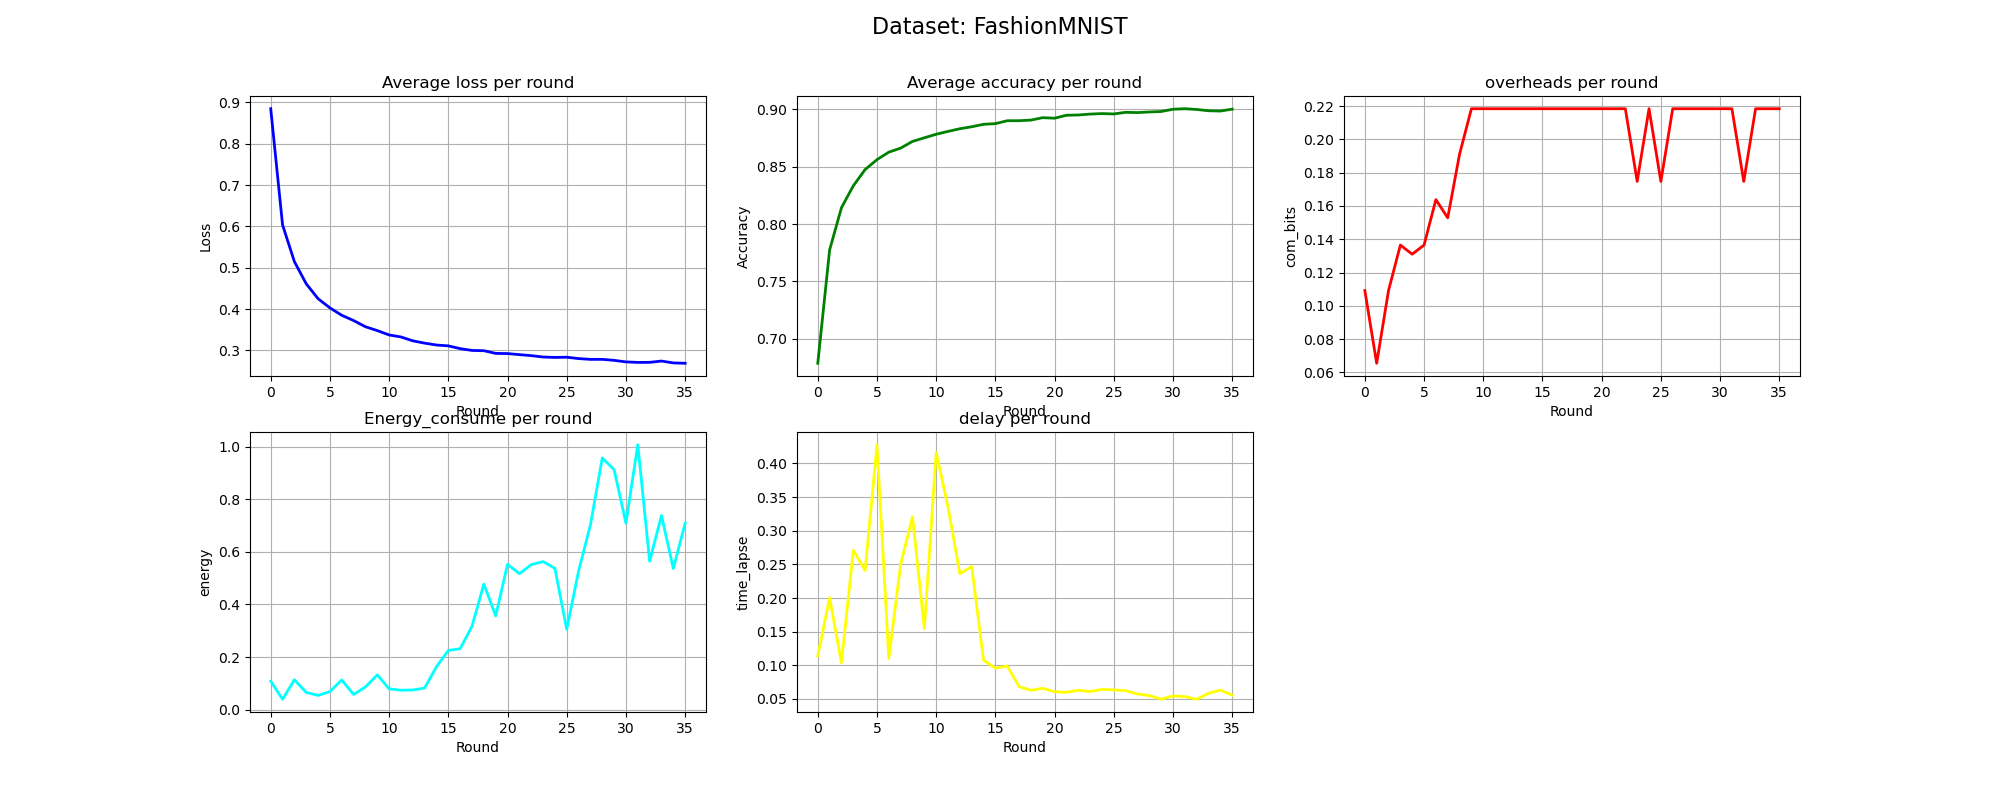 Dataset: FashionMNIST
Average loss per round
0.9
0.8
0.7
0.6
0.5
0.4
0.3
Loss
0 5 10 15 20 25 30 35
Round
Average accuracy per round
0.90
0.85
0.80
0.75
0.70
Accuracy
0 5 10 15 20 25 30 35
Round
overheads per round
0.22
0.20
0.18
0.16
0.14
0.12
0.10
0.08
0.06
com_bits
0 5 10 15 20 25 30 35
Round
Energy_consume per round
1.0
0.8
0.6
0.4
0.2
0.0
energy
0 5 10 15 20 25 30 35
Round
delay per round
0.40
0.35
0.30
0.25
0.20
0.15
0.10
0.05
time_lapse
0 5 10 15 20 25 30 35
Round